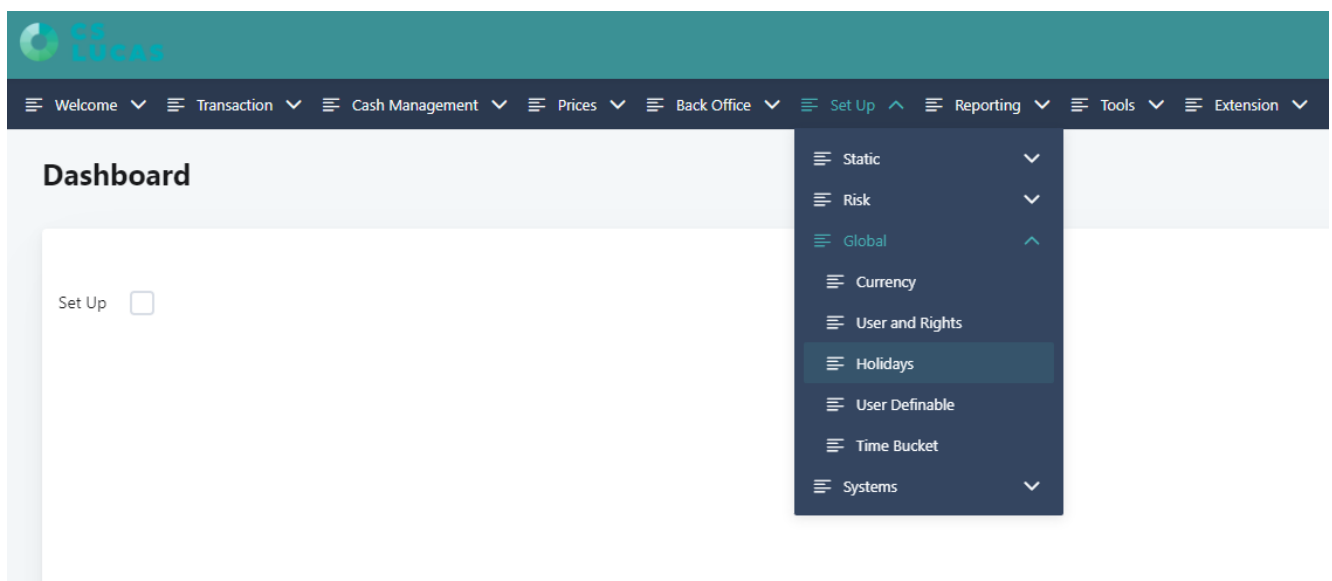 CS
LUCAS
Welcome Transaction Cash Management Prices Back Office Set Up Reporting Tools Extension
Dashboard
Static
Risk
Global
Currency
Set Up
User and Rights
Holidays
User Definable
Time Bucket
Systems